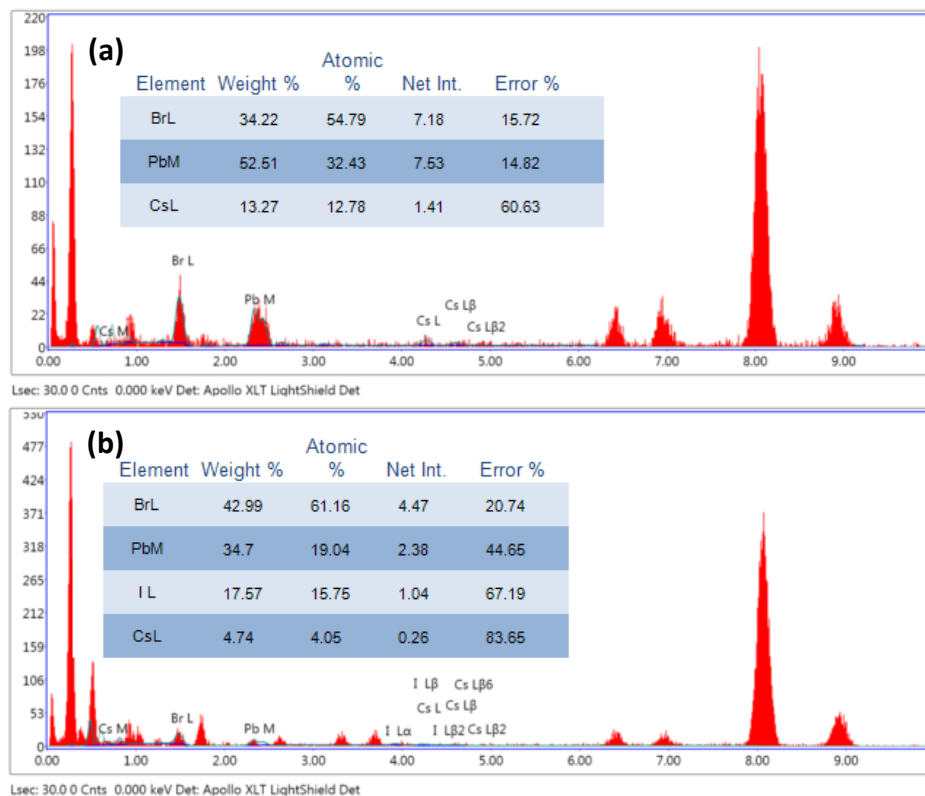 220
(a)
198
176
154
132
110
88
66
44
22
0
Atomic
Element Weight % % Net Int. Error %
BrL 34.22 54.79 7.18 15.72
PbM 52.51 32.43 7.53 14.82
CsL 13.27 12.78 1.41 60.63
Br L
Pb M
Cs Lβ
Cs M
Cs L
Cs Lβ2
0.00 1.00 2.00 3.00 4.00 5.00 6.00 7.00 8.00 9.00
Lsec: 30.0 0 Cnts 0.000 keV Det: Apollo XLT LightShield Det
530
(b)
477
424
371
318
265
212
159
106
53
0
Atomic
Element Weight % % Net Int. Error %
BrL 42.99 61.16 4.47 20.74
PbM 34.7 19.04 2.38 44.65
I L 17.57 15.75 1.04 67.19
CsL 4.74 4.05 0.26 83.65
I Lβ Cs Lβ6
Cs L Cs Lβ
Cs M Br L Pb M I Lα I Lβ2 Cs Lβ2
0.00 1.00 2.00 3.00 4.00 5.00 6.00 7.00 8.00 9.00
Lsec: 30.0 0 Cnts 0.000 keV Det: Apollo XLT LightShield Det